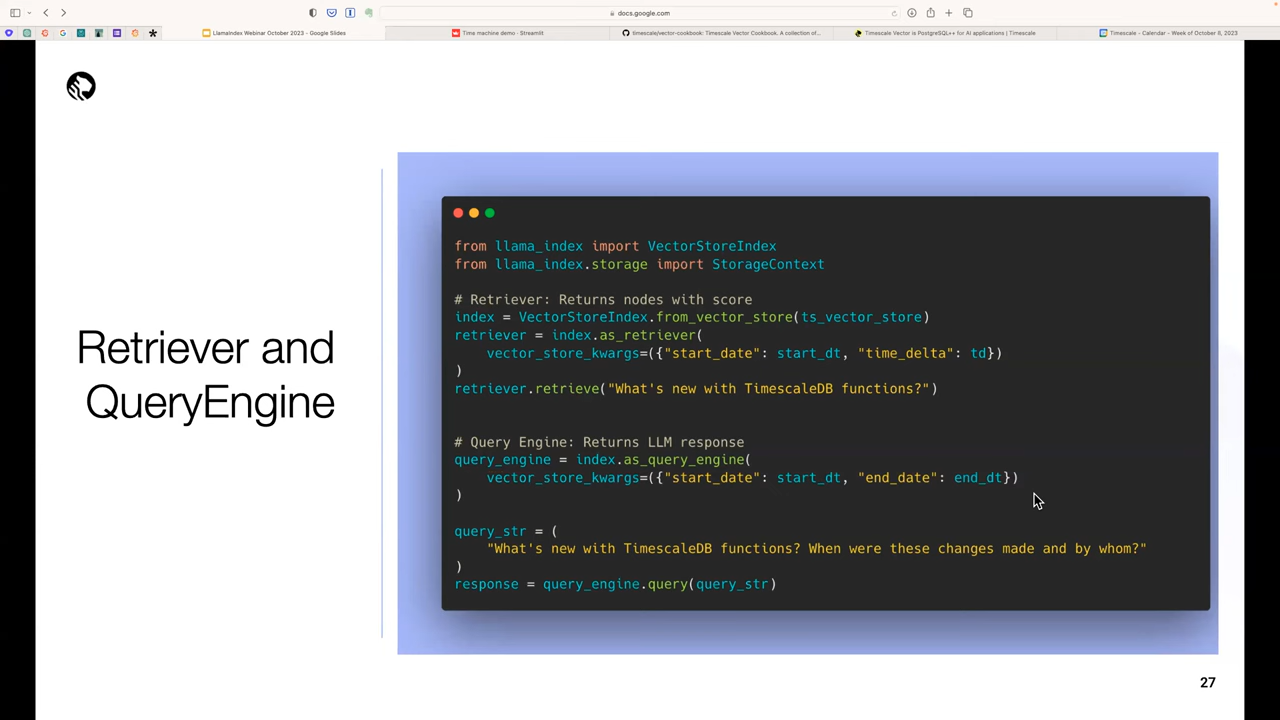 docs.google.com
LlamaIndex Webinar October 2023 - Google Slides
Time machine demo · Streamlit
timescale/vector-cookbook: Timescale Vector Cookbook. A collection of...
Timescale Vector is PostgreSQL++ for AI applications | Timescale
Timescale - Calendar - Week of October 8, 2023
Retriever and
QueryEngine
from llama_index import VectorStoreIndex
from llama_index.storage import StorageContext
# Retriever: Returns nodes with score
index = VectorStoreIndex.from_vector_store(ts_vector_store)
retriever = index.as_retriever(
vector_store_kwargs=({"start_date": start_dt, "time_delta": td})
)
retriever.retrieve("What's new with TimescaleDB functions?")
# Query Engine: Returns LLM response
query_engine = index.as_query_engine(
vector_store_kwargs=({"start_date": start_dt, "end_date": end_dt})
)
query_str = (
"What's new with TimescaleDB functions? When were these changes made and by whom?"
)
response = query_engine.query(query_str)
27